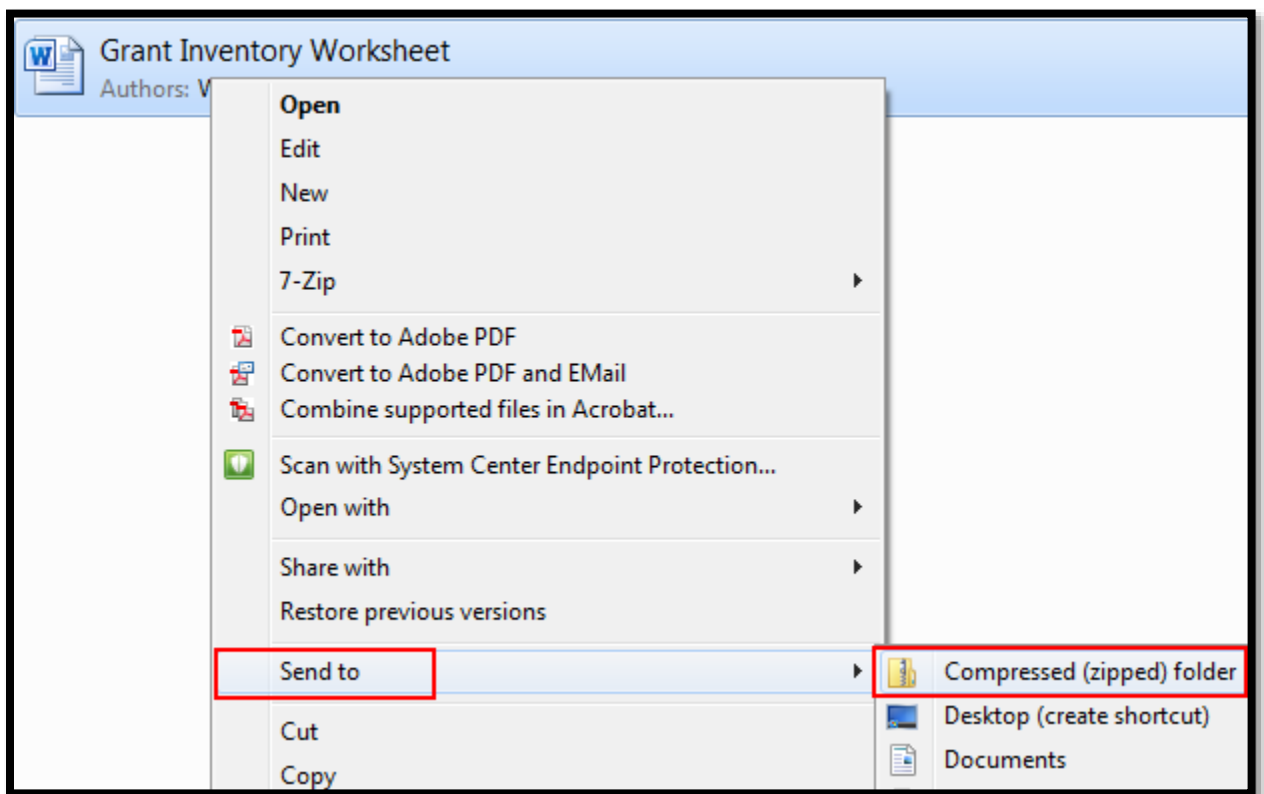 Grant Inventory Worksheet
Authors:
Open
Edit
New
Print
7-Zip
Convert to Adobe PDF
Convert to Adobe PDF and EMail
Combine supported files in Acrobat...
Scan with System Center Endpoint Protection...
Open with
Share with
Restore previous versions
Send to
Compressed (zipped) folder
Desktop (create shortcut)
Cut
Documents
Copy